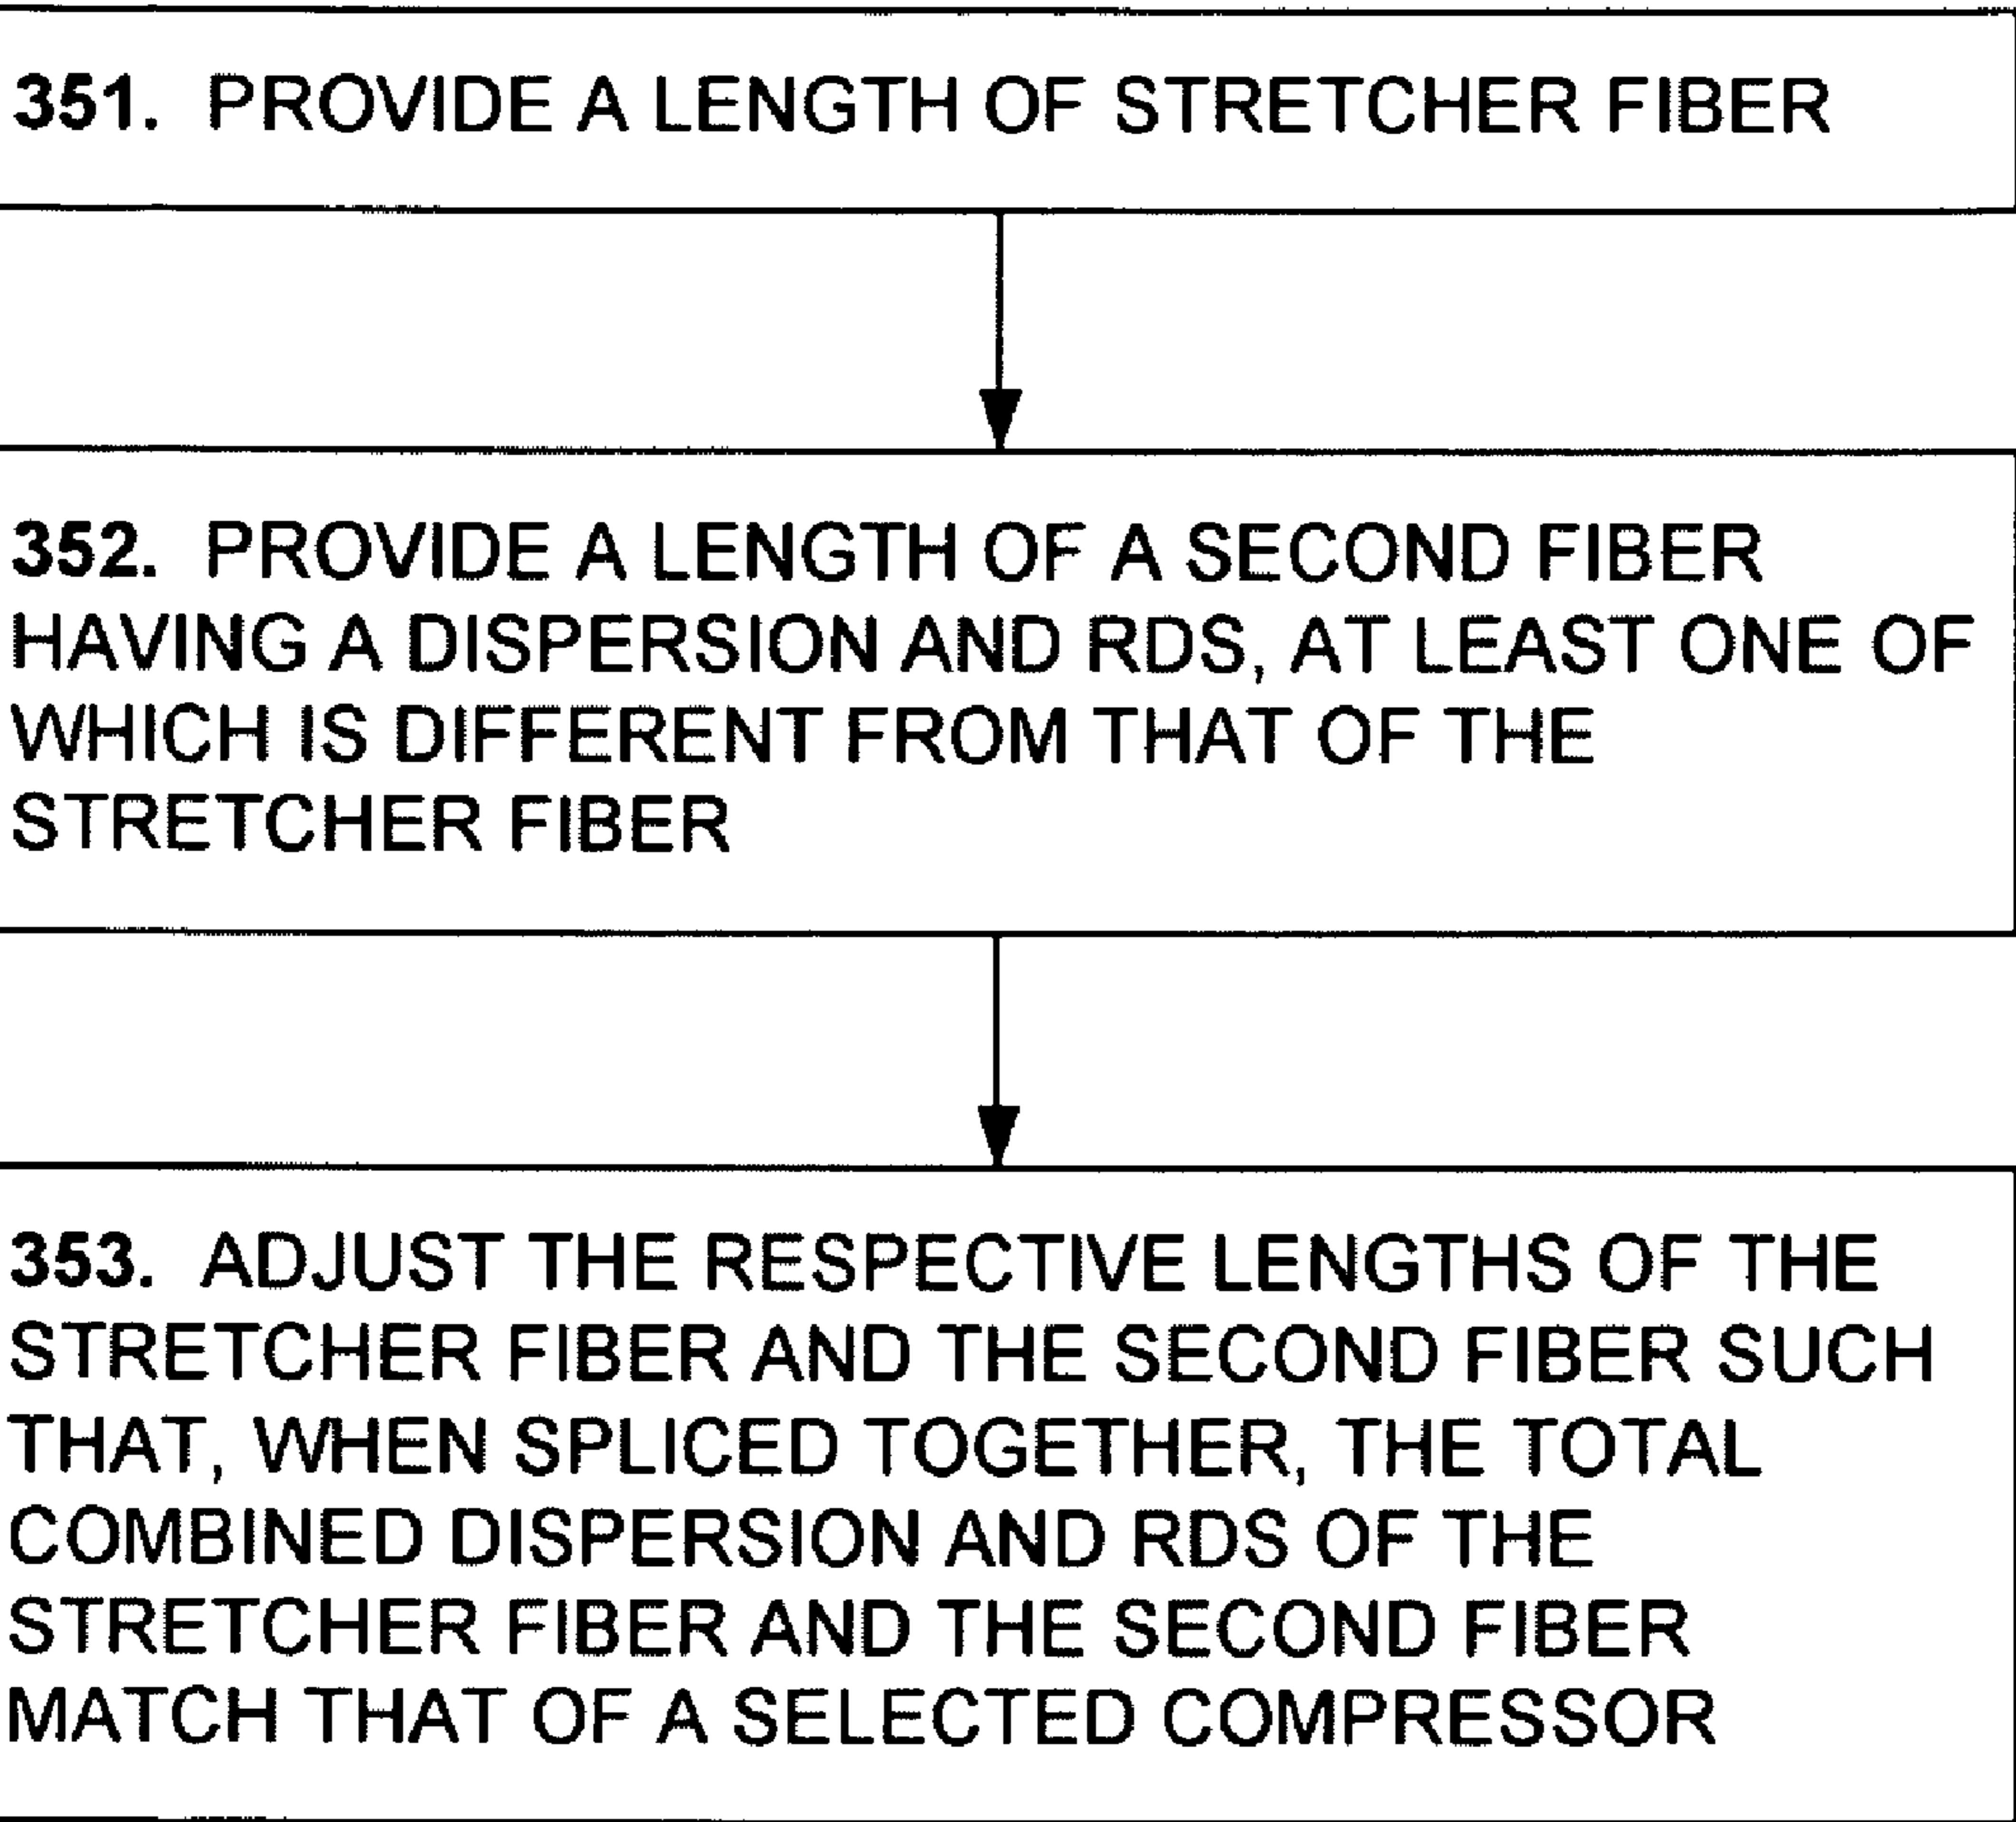 351. PROVIDE A LENGTH OF STRETCHER FIBER
352. PROVIDE A LENGTH OF A SECOND FIBER
HAVING A DISPERSION AND RDS, AT LEAST ONE OF
WHICH IS DIFFERENT FROM THAT OF THE
STRETCHER FIBER
353. ADJUST THE RESPECTIVE LENGTHS OF THE
STRETCHER FIBER AND THE SECOND FIBER SUCH
THAT, WHEN SPLICED TOGETHER, THE TOTAL
COMBINED DISPERSION AND RDS OF THE
STRETCHER FIBER AND THE SECOND FIBER
MATCH THAT OF A SELECTED COMPRESSOR